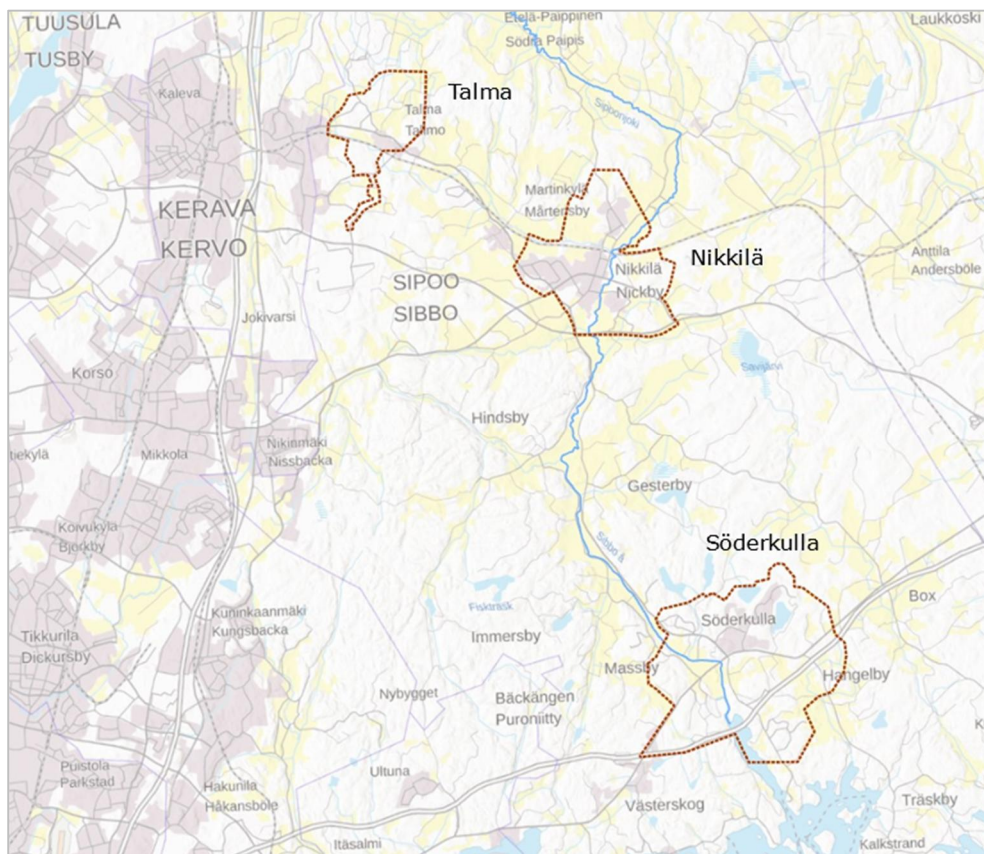 TUUSULA
TUSBY
Etelä-Paippinen
Södra Paipis
Laukkoski
Kaleva
Talma
Talma
Talmo
Sipoonjoki
KERAVA
KERVO
Martinkylä
Mårtensby
Nikkilä
Nikkilä
Nickby
Anttila
Andersböle
SIPOO
SIBBO
Jokivarsi
Savijärvi
Korso
Hindsby
Nikinmäki
Nissbacka
tiekylä
Mikkola
Gesterby
Koivukylä
Björkby
Sibbo å
Söderkulla
Fiskträsk
Kuninkaanmäki
Kungsbacka
Söderkulla
Box
Tikkurila
Dickursby
Immersby
Massby
Hangelby
Nybygget
Bäckängen
Puroniitty
Puistola
Parkstad
Ultuna
Hakunila
Håkansböle
Västerskog
Träskby
Itäsalmi
Kalkstrand